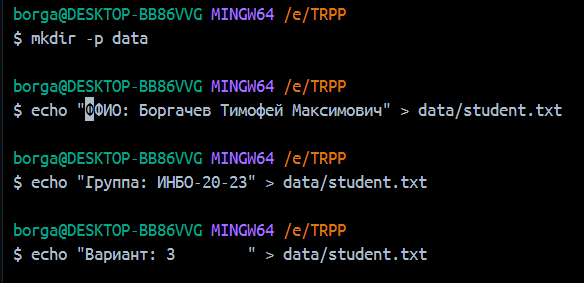 borga@DESKTOP-BB86VVG MINGW64 /e/TRPP
$ mkdir -p data
borga@DESKTOP-BB86VVG MINGW64 /e/TRPP
$ echo "ФФИО: Боргачев Тимофей Максимович" > data/student.txt
borga@DESKTOP-BB86VVG MINGW64 /e/TRPP
$ echo "Группа: ИНБО-20-23" > data/student.txt
borga@DESKTOP-BB86VVG MINGW64 /e/TRPP
$ echo "Вариант: 3        " > data/student.txt